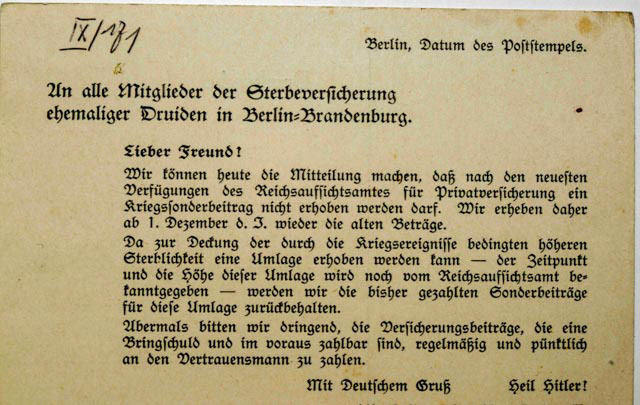 IX/171
Berlin, Datum des Poststempels.
An alle Mitglieder der Sterbeversicherung
ehemaliger Druiden in Berlin=Brandenburg.
Lieber Freund!
Wir können heute die Mitteilung machen, daß nach den neuesten
Verfügungen des Reichsaufsichtsamtes für Privatversicherung ein
Kriegssonderbeitrag nicht erhoben werden darf. Wir erheben daher
ab 1. Dezember d. J. wieder die alten Beträge.
Da zur Deckung der durch die Kriegsereignisse bedingten höheren
Sterblichkeit eine Umlage erhoben werden kann — der Zeitpunkt
und die Höhe dieser Umlage wird noch vom Reichsaufsichtsamt be-
kanntgegeben — werden wir die bisher gezahlten Sonderbeiträge
für diese Umlage zurückbehalten.
Abermals bitten wir dringend, die Versicherungsbeiträge, die eine
Bringschuld und im voraus zahlbar sind, regelmäßig und pünktlich
an den Vertrauensmann zu zahlen.
Mit Deutschem Gruß Heil Hitler!